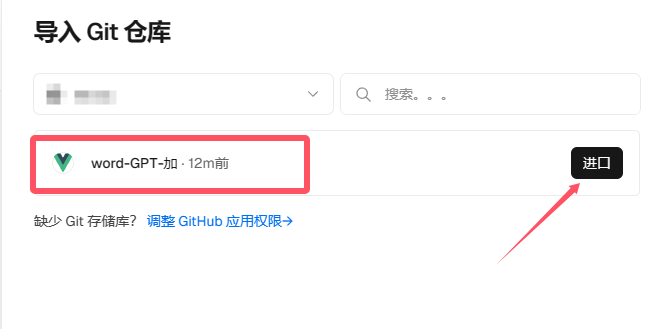 导入 Git 仓库
搜索。。。
word-GPT-加 · 12m前
进口
缺少 Git 存储库？ 调整 GitHub 应用权限→